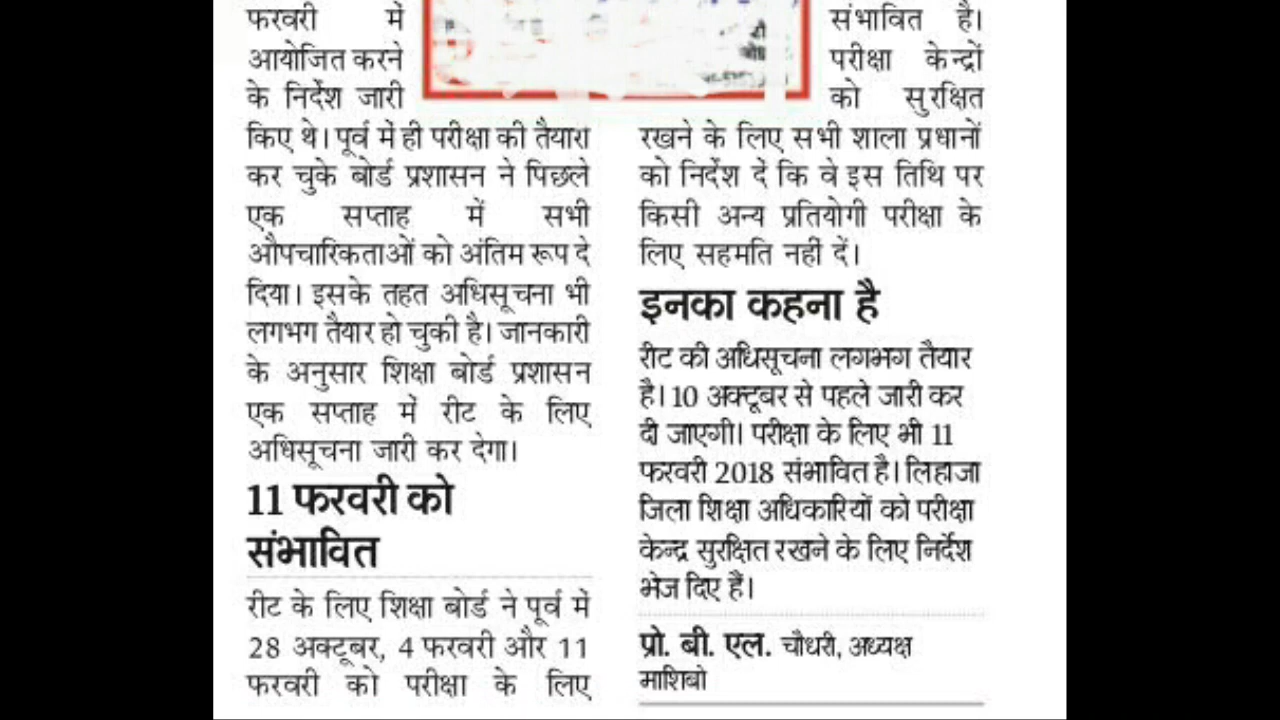 फरवरी में
आयोजित करने
के निर्देश जारी
किए थे। पूर्व में ही परीक्षा की तैयारी
कर चुके बोर्ड प्रशासन ने पिछले
एक सप्ताह में सभी
औपचारिकताओं को अंतिम रूप दे
दिया। इसके तहत अधिसूचना भी
लगभग तैयार हो चुकी है। जानकारी
के अनुसार शिक्षा बोर्ड प्रशासन
एक सप्ताह में रीट के लिए
अधिसूचना जारी कर देगा।
11 फरवरी को
संभावित
रीट के लिए शिक्षा बोर्ड ने पूर्व में
28 अक्टूबर, 4 फरवरी और 11
फरवरी को परीक्षा के लिए
संभावित है।
परीक्षा केन्द्रों
को सुरक्षित
रखने के लिए सभी शाला प्रधानों
को निर्देश दें कि वे इस तिथि पर
किसी अन्य प्रतियोगी परीक्षा के
लिए सहमति नहीं दें।
इनका कहना है
रीट की अधिसूचना लगभग तैयार
है। 10 अक्टूबर से पहले जारी कर
दी जाएगी। परीक्षा के लिए भी 11
फरवरी 2018 संभावित है। लिहाजा
जिला शिक्षा अधिकारियों को परीक्षा
केन्द्र सुरक्षित रखने के लिए निर्देश
भेज दिए हैं।
प्रो. बी. एल. चौधरी, अध्यक्ष
माशिबो